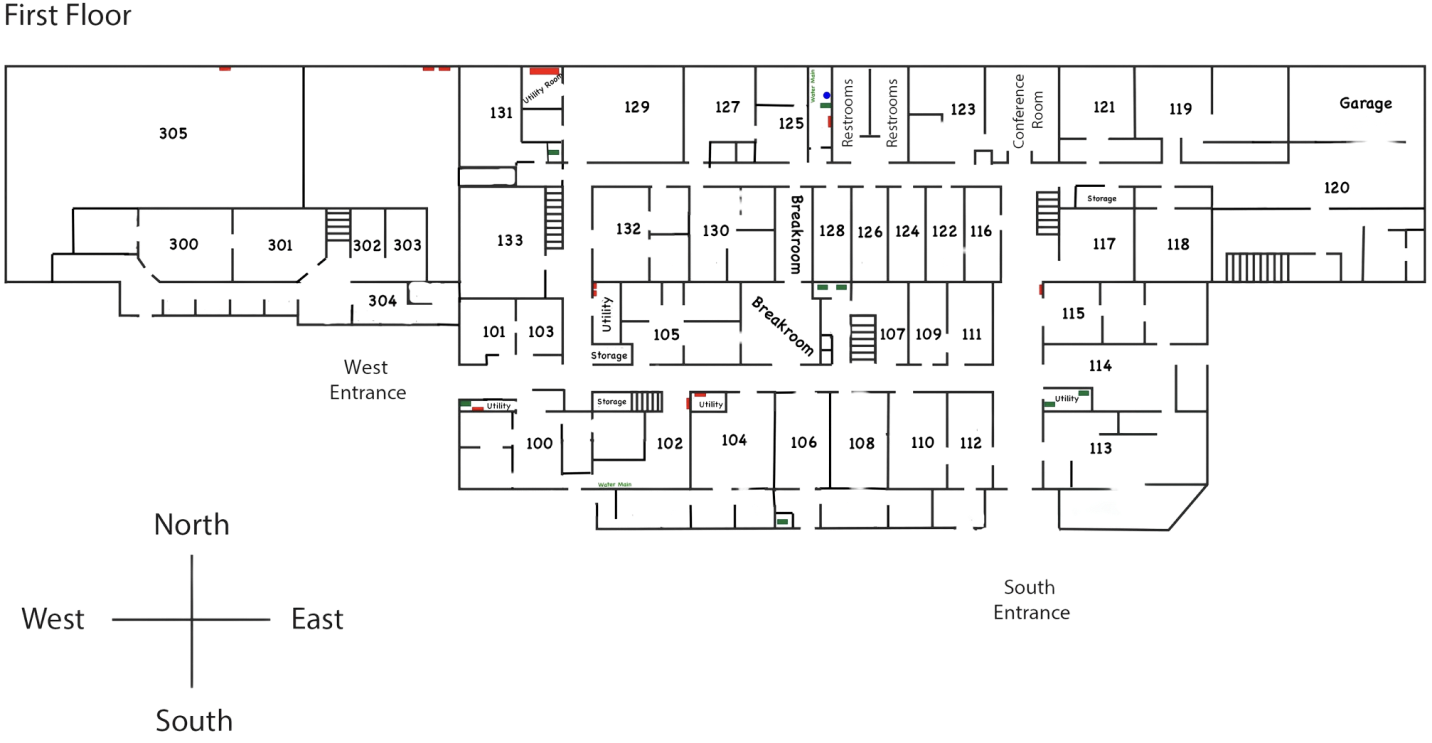 First Floor
305
131
Utility Room
129
127
125
Water Main
Restrooms
Restrooms
123
Conference
Room
121
119
Garage
120
300
301
302
303
304
133
132
130
Breakroom
128
126
124
122
116
Storage
117
118
101
103
Utility
Storage
105
Breakroom
107
109
111
115
114
West
Entrance
Utility
100
Storage
102
Utility
104
106
108
110
112
Utility
113
Water Main
North
West
East
South
South
Entrance